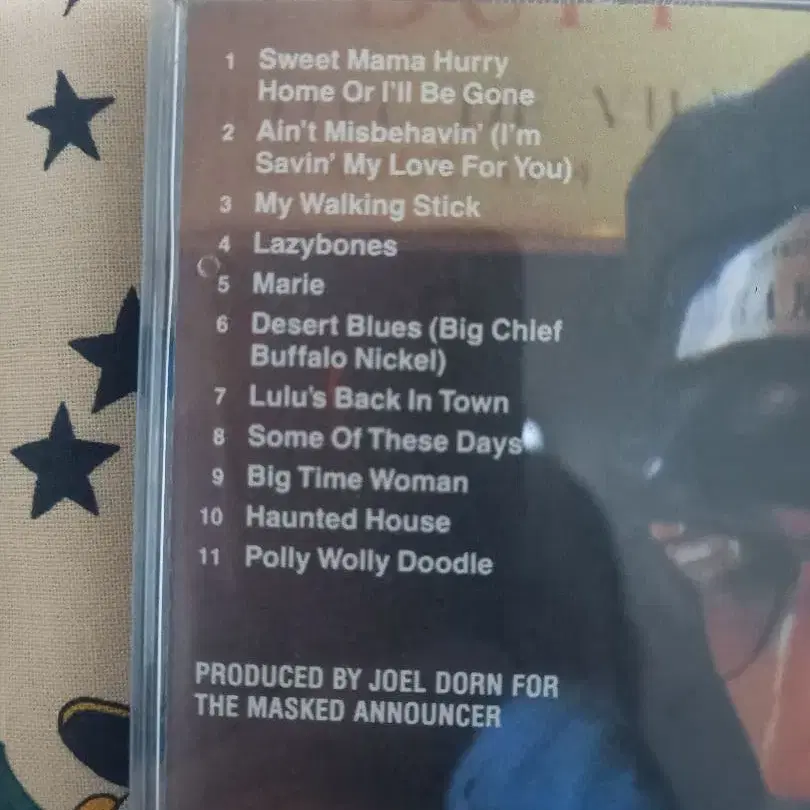 1 Sweet Mama Hurry
Home Or I'll Be Gone
2 Ain't Misbehavin' (I'm
Savin' My Love For You)
3 My Walking Stick
4 Lazybones
5 Marie
6 Desert Blues (Big Chief
Buffalo Nickel)
7 Lulu's Back In Town
8 Some Of These Days
9 Big Time Woman
10 Haunted House
11 Polly Wolly Doodle
PRODUCED BY JOEL DORN FOR
THE MASKED ANNOUNCER